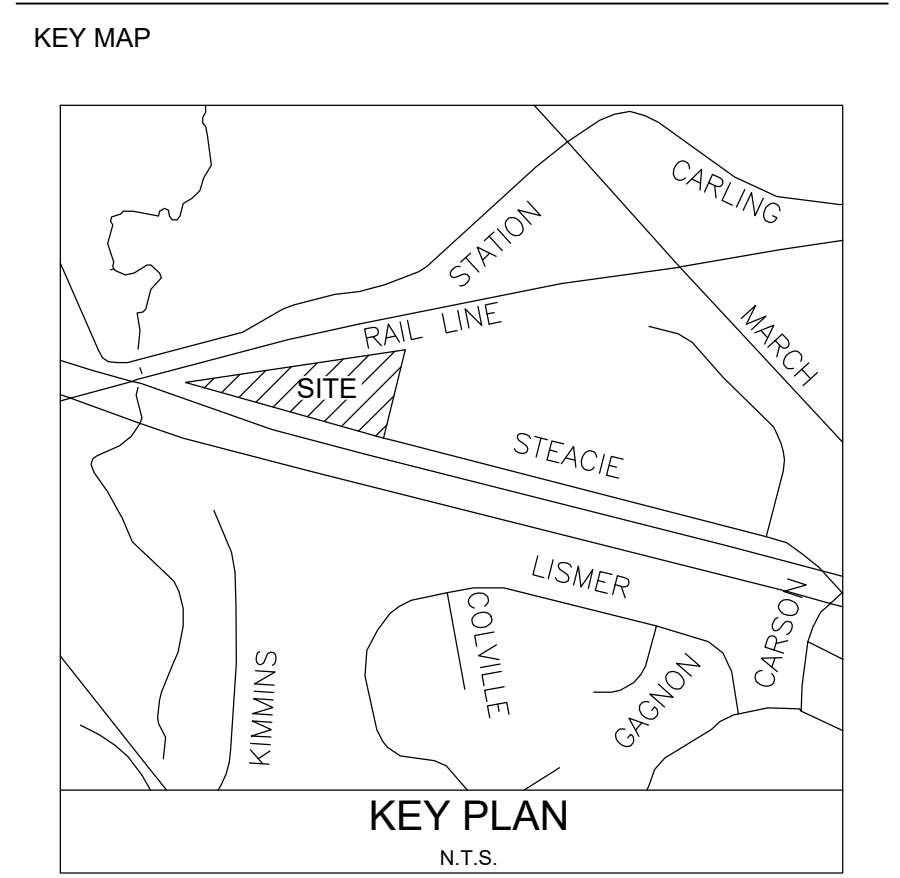 KEY MAP
CARLING
STATION
MARCH
RAIL LINE
SITE
STEACIE
LISMER
COLVILLE
CARSON
KIMMINS
GAGNON
KEY PLAN
N.T.S.